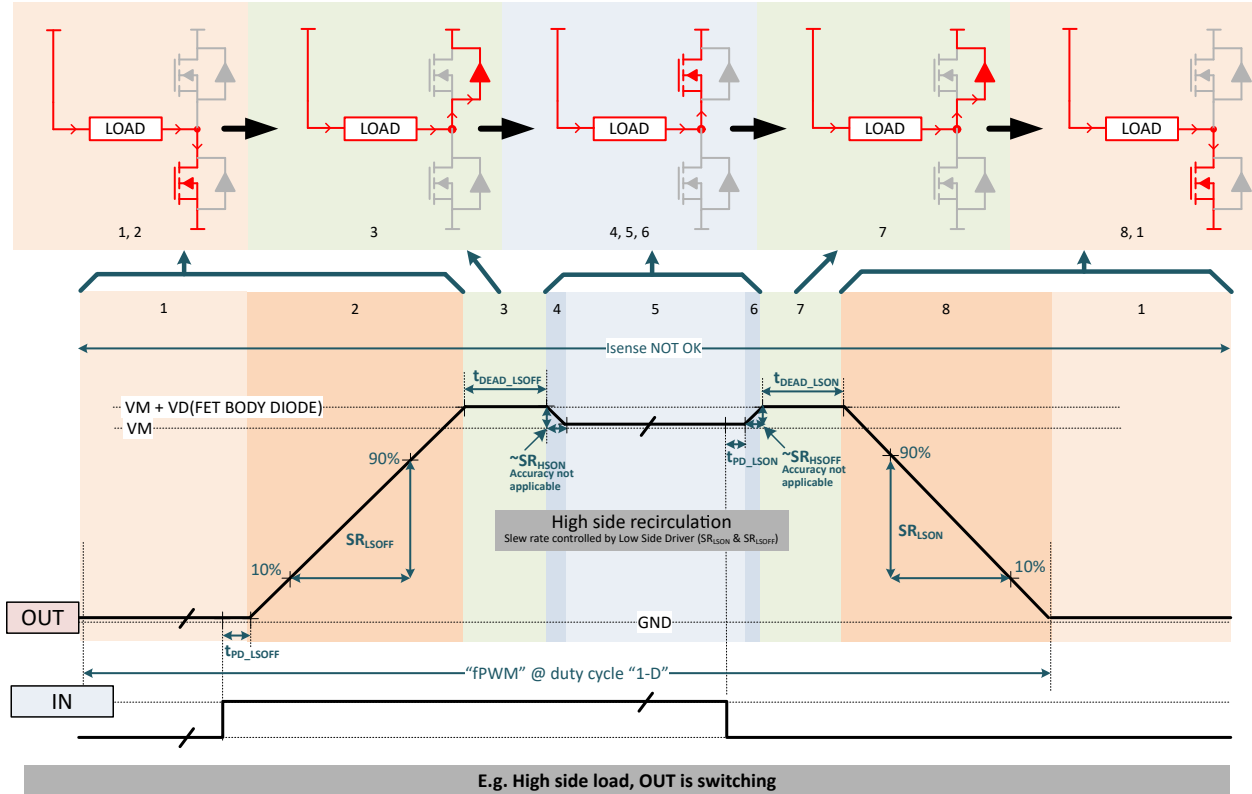 LOAD
LOAD
LOAD
LOAD
LOAD
1, 2
3
4, 5, 6
7
8, 1
1
2
3
4
5
6
7
8
1
Isense NOT OK
tDEAD_LSOFF
tDEAD_LSON
VM + VD(FET BODY DIODE)
VM
90%
~SRHSON
Accuracy not
applicable
tPD_LSON
~SRHSOFF
Accuracy not
applicable
90%
High side recirculation
Slew rate controlled by Low Side Driver (SRLSON & SRLSOFF)
SRLSOFF
SRLSON
10%
10%
OUT
GND
tPD_LSOFF
“fPWM” @ duty cycle “1-D”
IN
E.g. High side load, OUT is switching